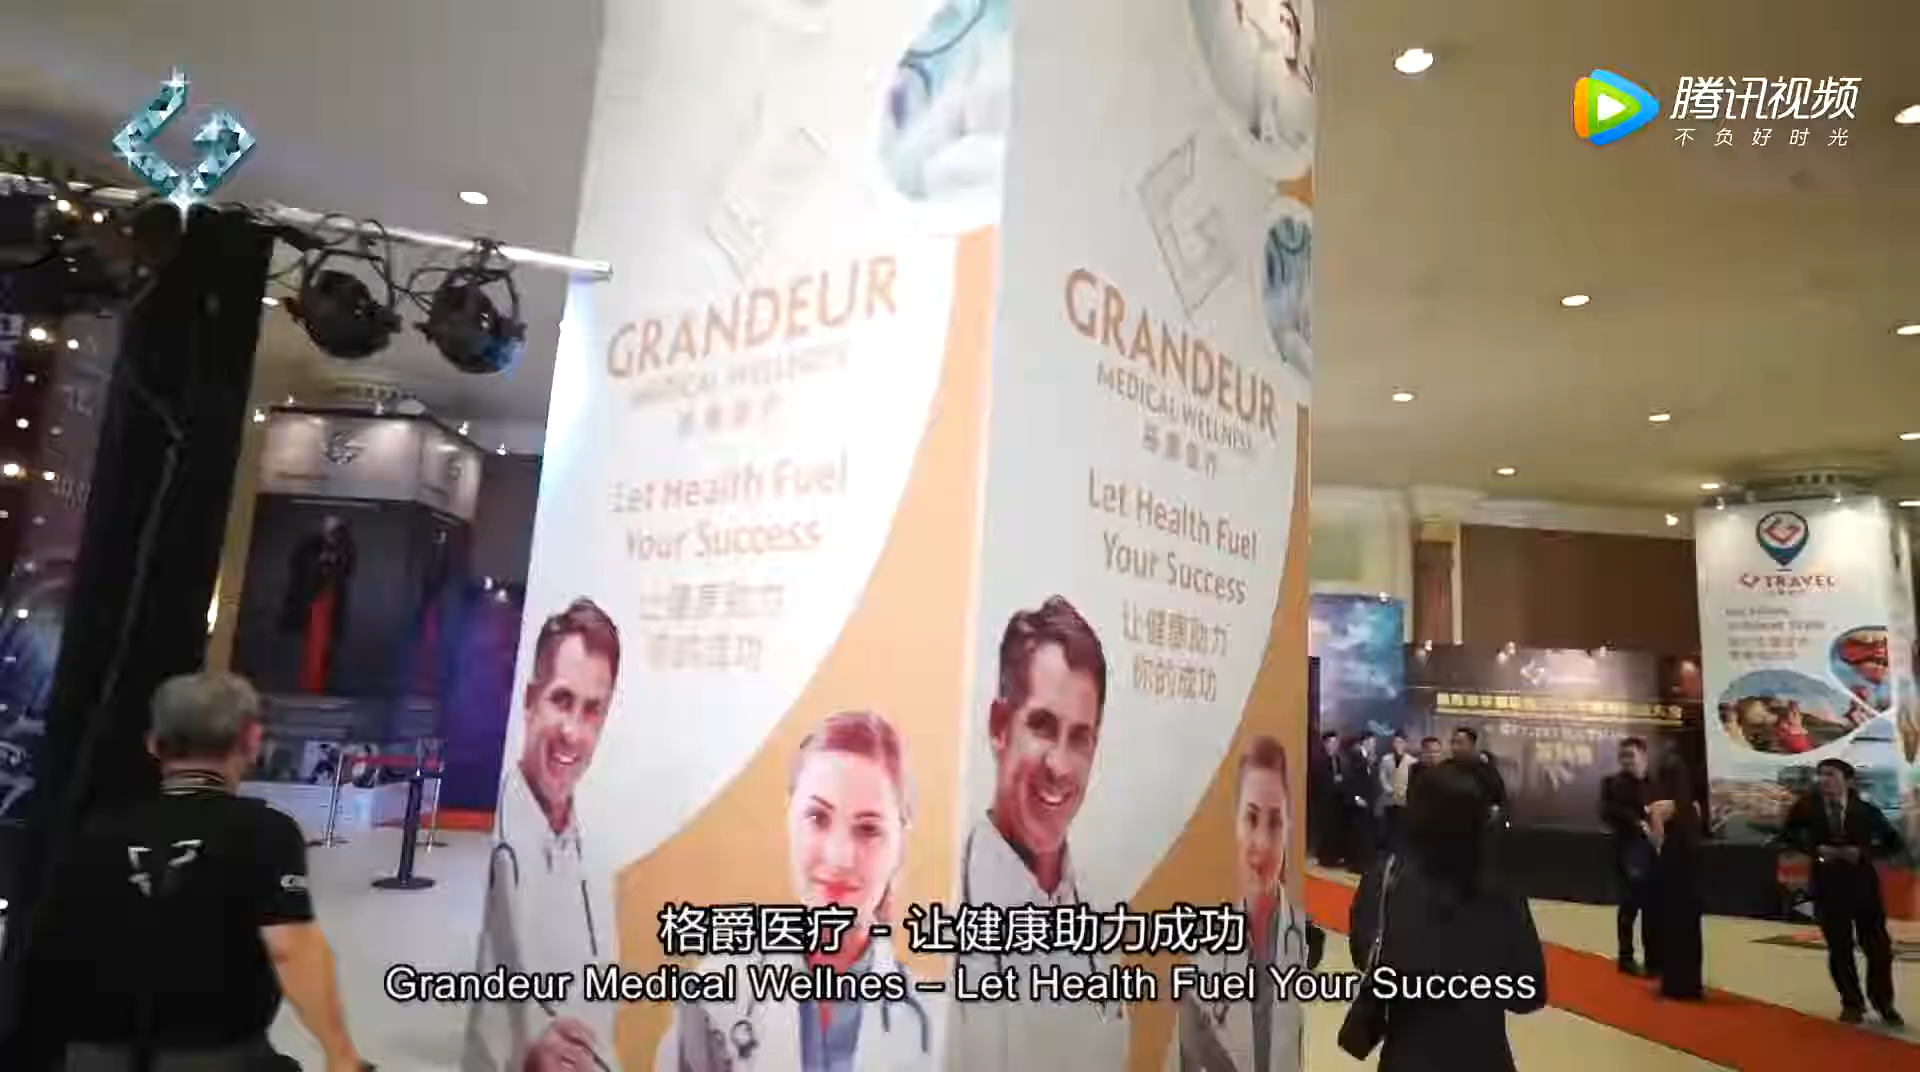 腾讯视频
不负好时光
GRANDEUR
MEDICAL WELLNESS
Let Health Fuel
Your Success
让健康助力
你的成功
GRANDEUR
MEDICAL WELLNESS
Let Health Fuel
Your Success
让健康助力
你的成功
TRAVEL
格爵医疗 - 让健康助力成功
Grandeur Medical Wellnes – Let Health Fuel Your Success